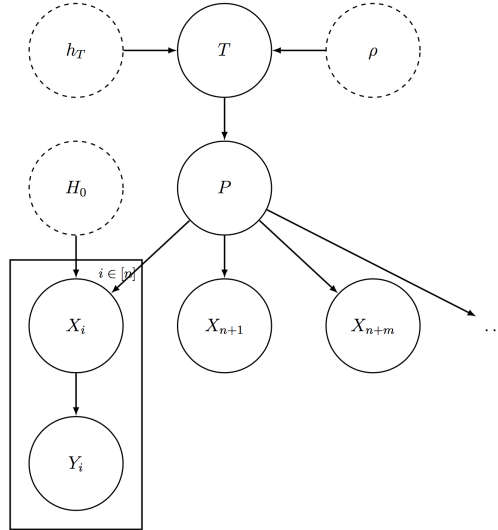 h_T T ρ
H_0 P
i ∈ [n]
X_i X_{n+1} X_{n+m} ..
Y_i